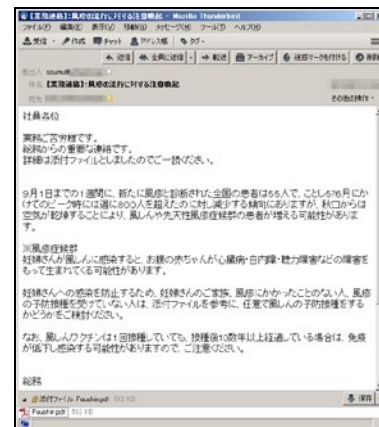 【業務連絡】:風疹の流行に対する注意喚起 - Mozilla Thunderbird
ファイル(F) 編集(E) 表示(V) 移動(G) メッセージ(M) ツール(T) ヘルプ(H)
受信 作成 チャット アドレス帳 タグ
返信 全員に返信 転送 アーカイブ 迷惑マークを付ける 削除
差出人 soumu@
件名 【業務連絡】:風疹の流行に対する注意喚起
宛先
その他の操作
社員各位
業務ご苦労様です。
総務からの重要な連絡です。
詳細は添付ファイルとしましたのでご一読ください。
9月1日までの1週間に、新たに風疹と診断された全国の患者は55人で、ことし5?6月にか
けてのピーク時には週に800人を超えたのに対し減少する傾向にありますが、秋口からは
空気が乾燥することにより、風しんや先天性風疹症候群の患者が増える可能性がありま
す。
※風疹症候群
妊婦さんが風しんに感染すると、お腹の赤ちゃんが心臓病・白内障・聴力障害などの障害を
もって生まれてくる可能性があります。
妊婦さんへの感染を防止するため、妊婦さんのご家族、風疹にかかったことのない人、風疹
の予防接種を受けていない人は、添付ファイルを参考に、任意で風しんの予防接種をする
かどうかをご検討ください。
なお、風しんワクチンは1回接種していても、接種後10数年以上経過している場合は、免疫
が低下し感染する可能性がありますので、ご注意ください。
総務
添付ファイル: Fuushin.pdf 502 KB
保存
Fuushin.pdf 502 KB